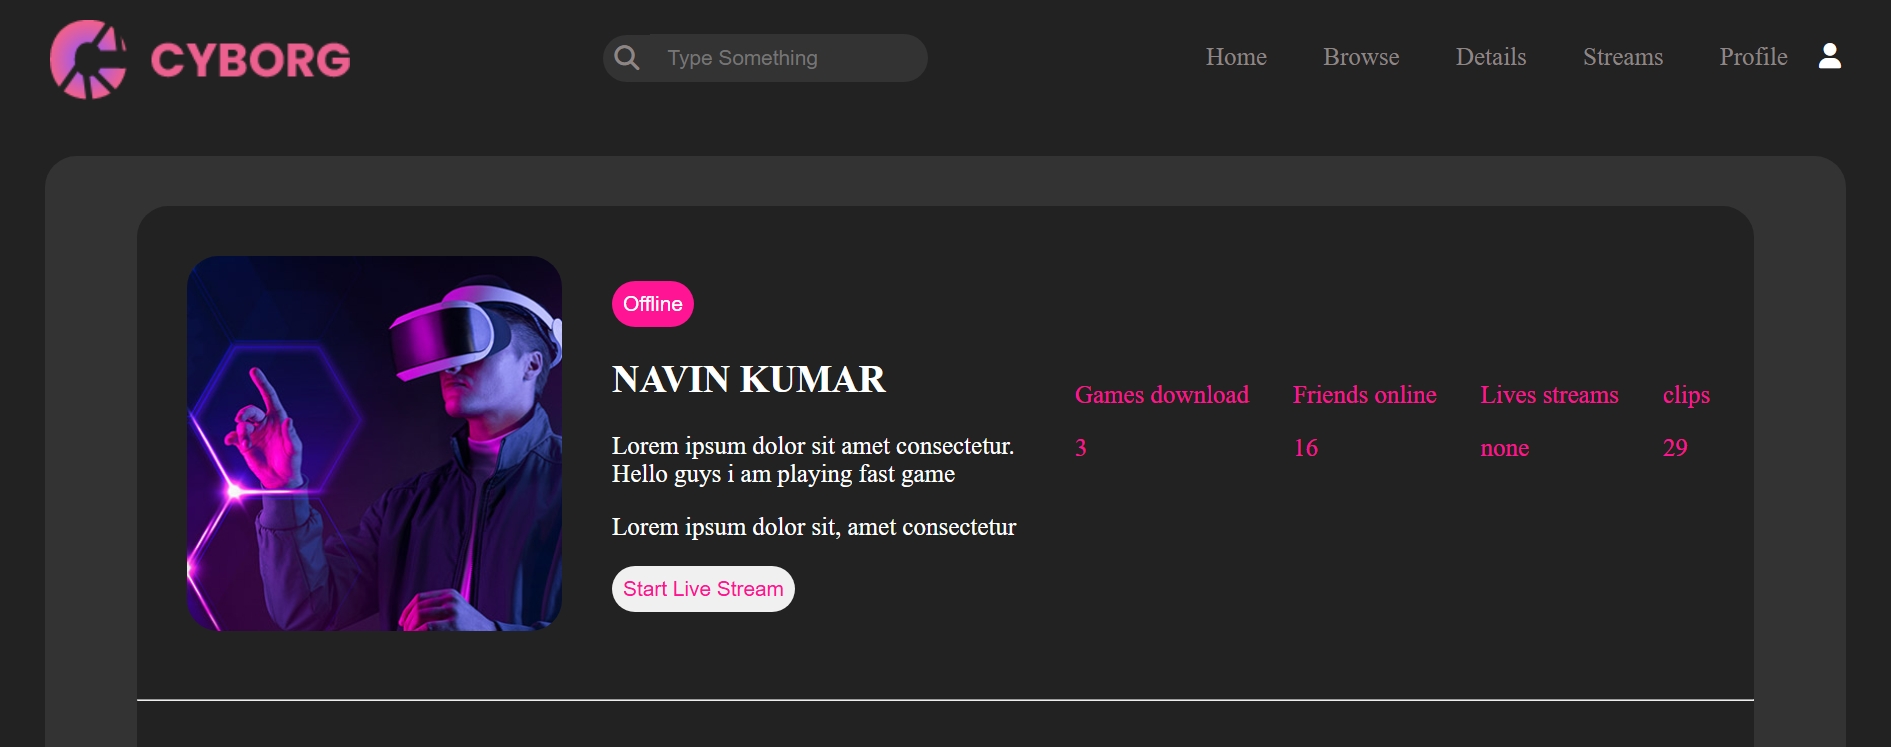 CYBORG
Type Something
Home
Browse
Details
Streams
Profile
Offline
NAVIN KUMAR
Lorem ipsum dolor sit amet consectetur.
Hello guys i am playing fast game
Lorem ipsum dolor sit, amet consectetur
Start Live Stream
Games download
3
Friends online
16
Lives streams
none
clips
29